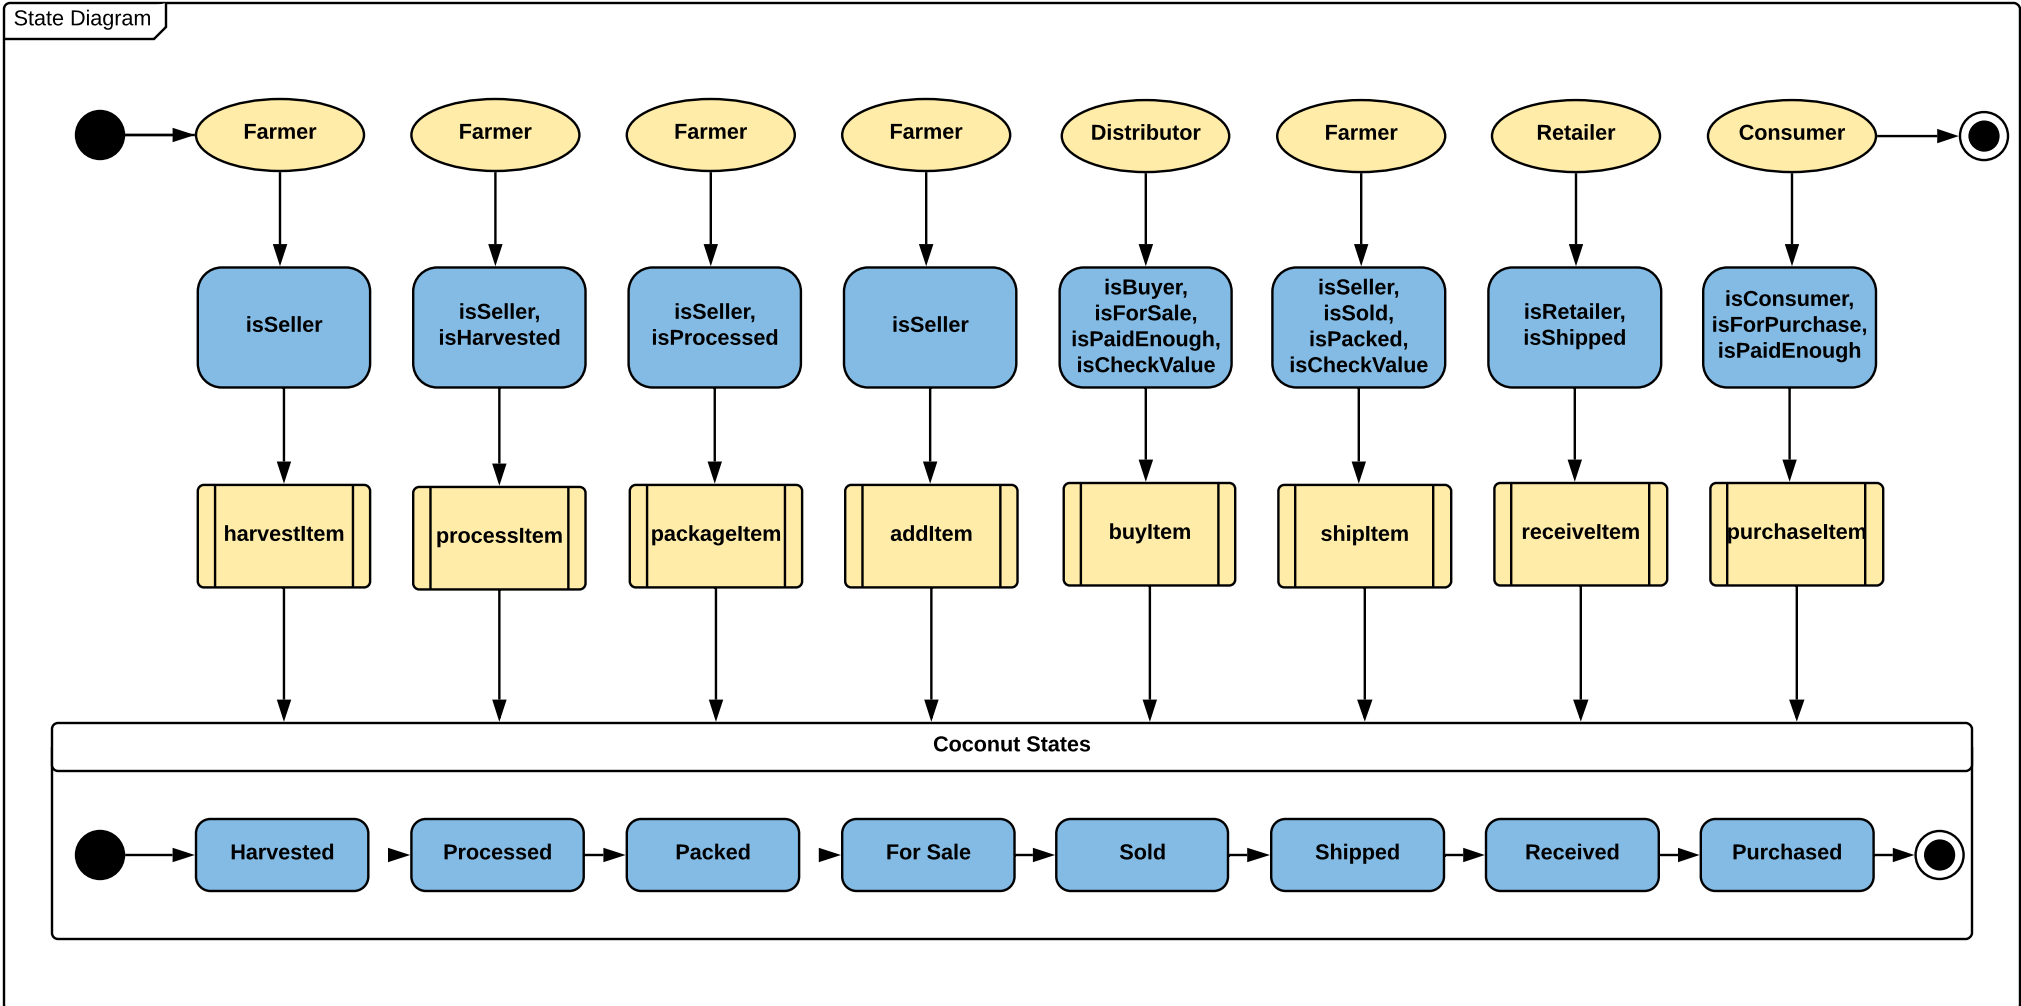 State Diagram
Farmer
Farmer
Farmer
Farmer
Distributor
Farmer
Retailer
Consumer
isSeller
isSeller,
isHarvested
isSeller,
isProcessed
isSeller
isBuyer,
isForSale,
isPaidEnough,
isCheckValue
isSeller,
isSold,
isPacked,
isCheckValue
isRetailer,
isShipped
isConsumer,
isForPurchase,
isPaidEnough
harvestItem
processItem
packageItem
addItem
buyItem
shipItem
receiveItem
purchaseItem
Coconut States
Harvested
Processed
Packed
For Sale
Sold
Shipped
Received
Purchased